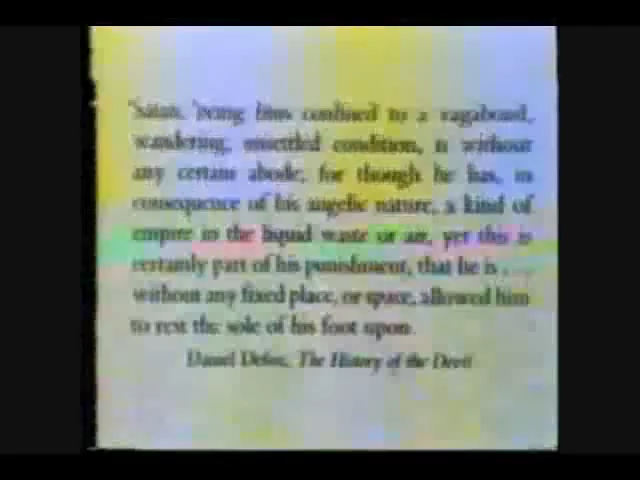 'Satan, being thus confined to a vagabond,
wandering, unsettled condition, is without
any certain abode; for though he has, in
consequence of his angelic nature, a kind of
empire in the liquid waste or air, yet this is
certainly part of his punishment, that he is . . .
without any fixed place, or space, allowed him
to rest the sole of his foot upon.
Daniel Defoe, The History of the Devil